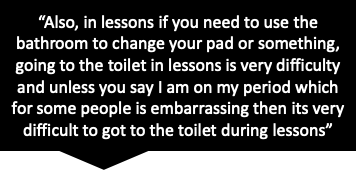 “Also, in lessons if you need to use the
bathroom to change your pad or something,
going to the toilet in lessons is very difficulty
and unless you say I am on my period which
for some people is embarrassing then its very
difficult to got to the toilet during lessons”